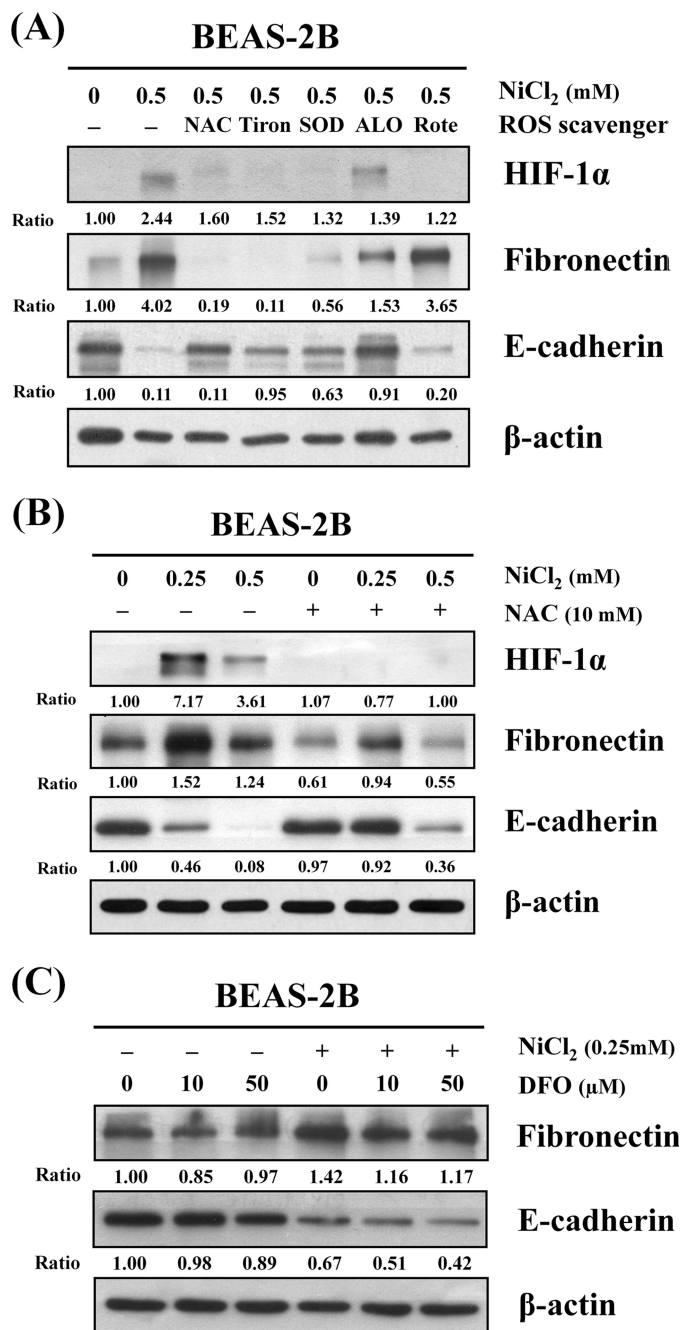 (A)
BEAS-2B
0 0.5 0.5 0.5 0.5 0.5 0.5 NiCl₂ (mM)
– – NAC Tiron SOD ALO Rote ROS scavenger
HIF-1α
Ratio 1.00 2.44 1.60 1.52 1.32 1.39 1.22
Fibronectin
Ratio 1.00 4.02 0.19 0.11 0.56 1.53 3.65
E-cadherin
Ratio 1.00 0.11 0.11 0.95 0.63 0.91 0.20
β-actin
(B)
BEAS-2B
0 0.25 0.5 0 0.25 0.5 NiCl₂ (mM)
– – – + + + NAC (10 mM)
HIF-1α
Ratio 1.00 7.17 3.61 1.07 0.77 1.00
Fibronectin
Ratio 1.00 1.52 1.24 0.61 0.94 0.55
E-cadherin
Ratio 1.00 0.46 0.08 0.97 0.92 0.36
β-actin
(C)
BEAS-2B
– – – + + + NiCl₂ (0.25mM)
0 10 50 0 10 50 DFO (μM)
Fibronectin
Ratio 1.00 0.85 0.97 1.42 1.16 1.17
E-cadherin
Ratio 1.00 0.98 0.89 0.67 0.51 0.42
β-actin